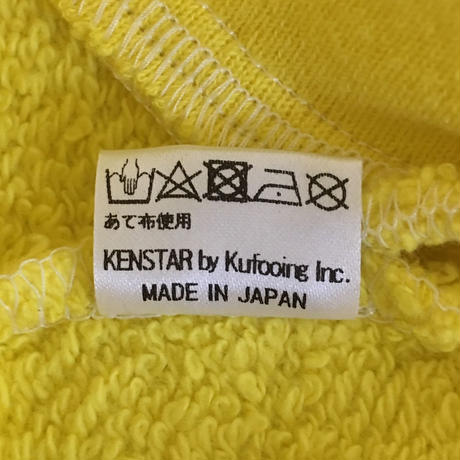 あて布使用
KENSTAR by Kufooing Inc.
MADE IN JAPAN